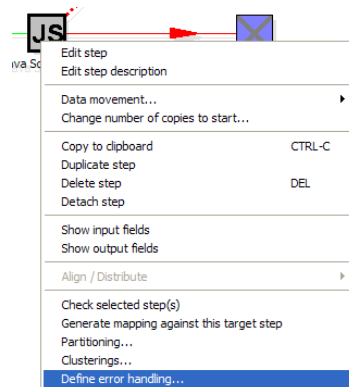 JS
Edit step
Edit step description
Data movement...
Change number of copies to start...
Copy to clipboard CTRL-C
Duplicate step
Delete step DEL
Detach step
Show input fields
Show output fields
Align / Distribute
Check selected step(s)
Generate mapping against this target step
Partitioning...
Clusterings...
Define error handling...